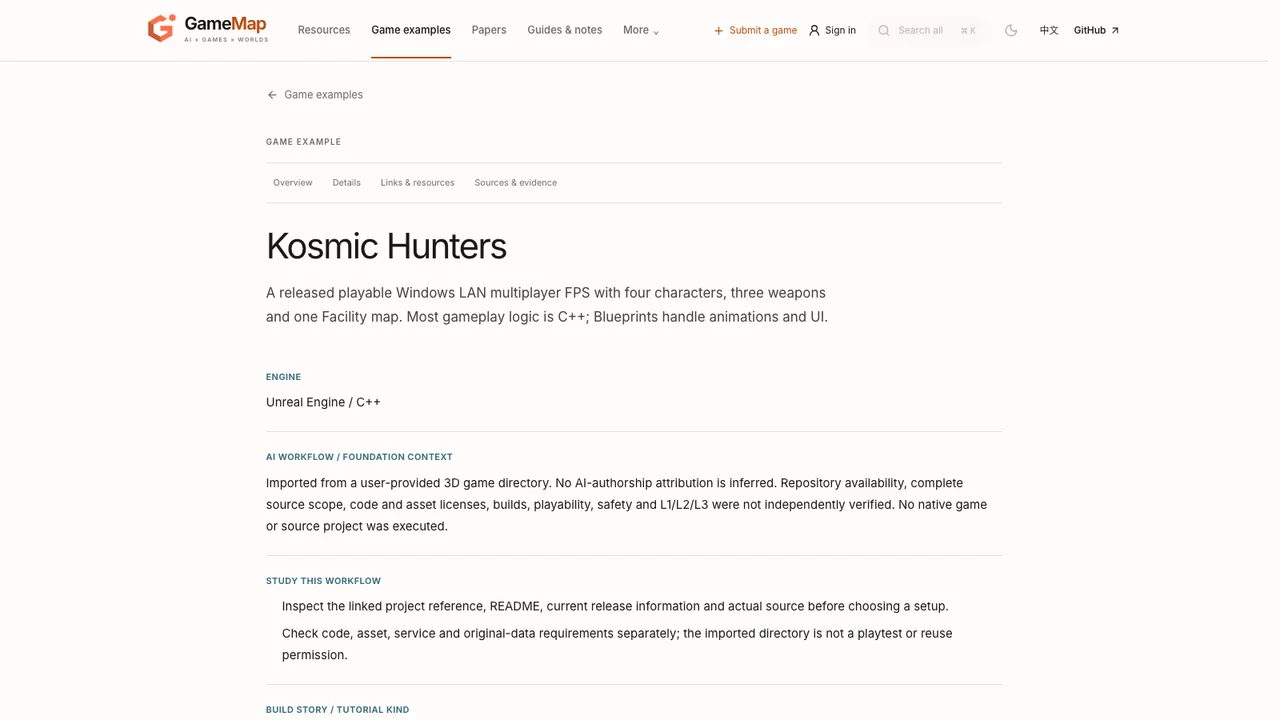 GameMap
AI × GAMES × WORLDS
Resources
Game examples
Papers
Guides & notes
More
+ Submit a game
Sign in
Search all
⌘ K
中文
GitHub ↗
← Game examples
GAME EXAMPLE
Overview
Details
Links & resources
Sources & evidence
Kosmic Hunters
A released playable Windows LAN multiplayer FPS with four characters, three weapons
and one Facility map. Most gameplay logic is C++; Blueprints handle animations and UI.
ENGINE
Unreal Engine / C++
AI WORKFLOW / FOUNDATION CONTEXT
Imported from a user-provided 3D game directory. No AI-authorship attribution is inferred. Repository availability, complete
source scope, code and asset licenses, builds, playability, safety and L1/L2/L3 were not independently verified. No native game
or source project was executed.
STUDY THIS WORKFLOW
Inspect the linked project reference, README, current release information and actual source before choosing a setup.
Check code, asset, service and original-data requirements separately; the imported directory is not a playtest or reuse
permission.
BUILD STORY / TUTORIAL KIND